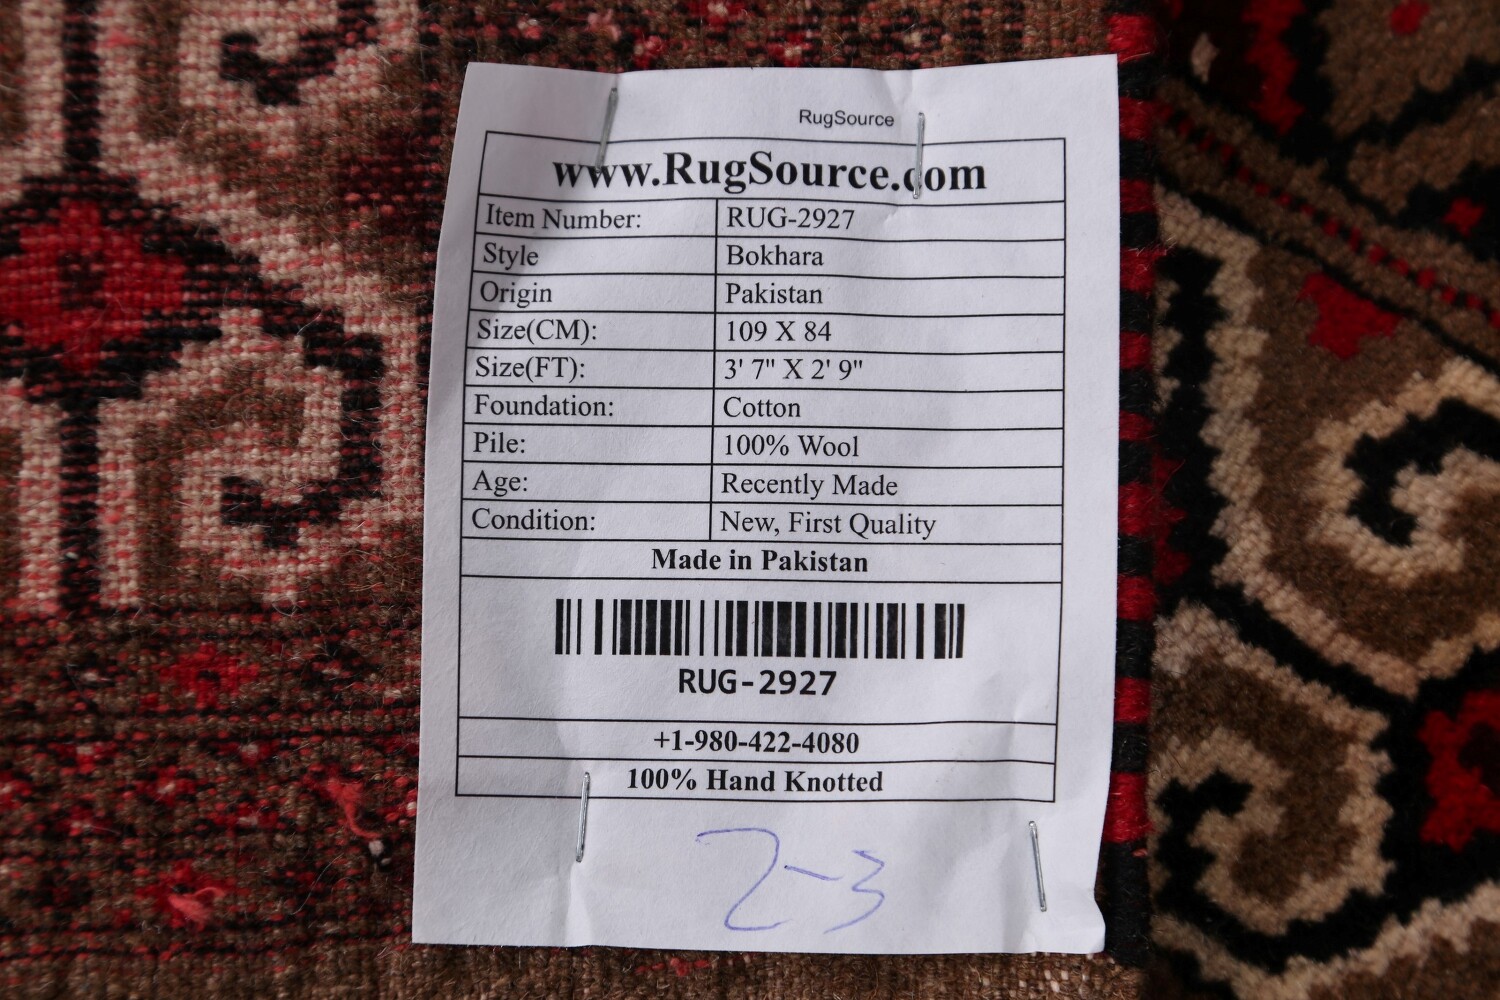 RugSource
www.RugSource.com
Item Number: RUG-2927
Style Bokhara
Origin Pakistan
Size(CM): 109 X 84
Size(FT): 3' 7" X 2' 9"
Foundation: Cotton
Pile: 100% Wool
Age: Recently Made
Condition: New, First Quality
Made in Pakistan
RUG-2927
+1-980-422-4080
100% Hand Knotted
2-3